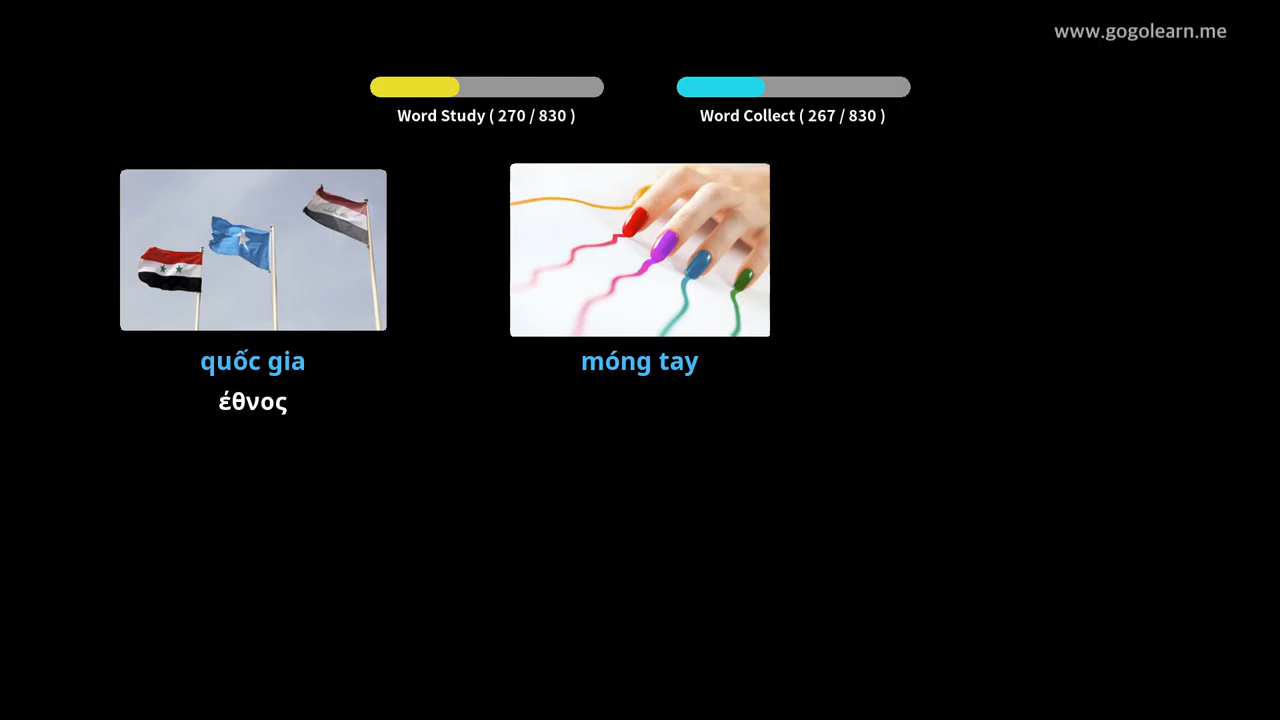 www.gogolearn.me
Word Study ( 270 / 830 )
Word Collect ( 267 / 830 )
quốc gia
έθνος
móng tay